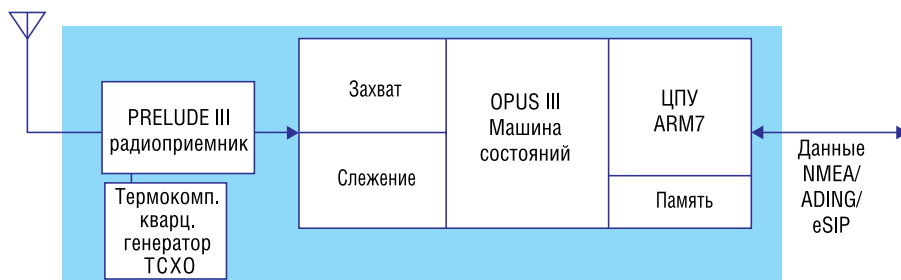 PRELUDE III
радиоприемник
Термокомп.
кварц.
генератор
TCXO
Захват
Слежение
OPUS III
Машина
состояний
ЦПУ
ARM7
Память
Данные
NMEA/
ADING/
eSIP